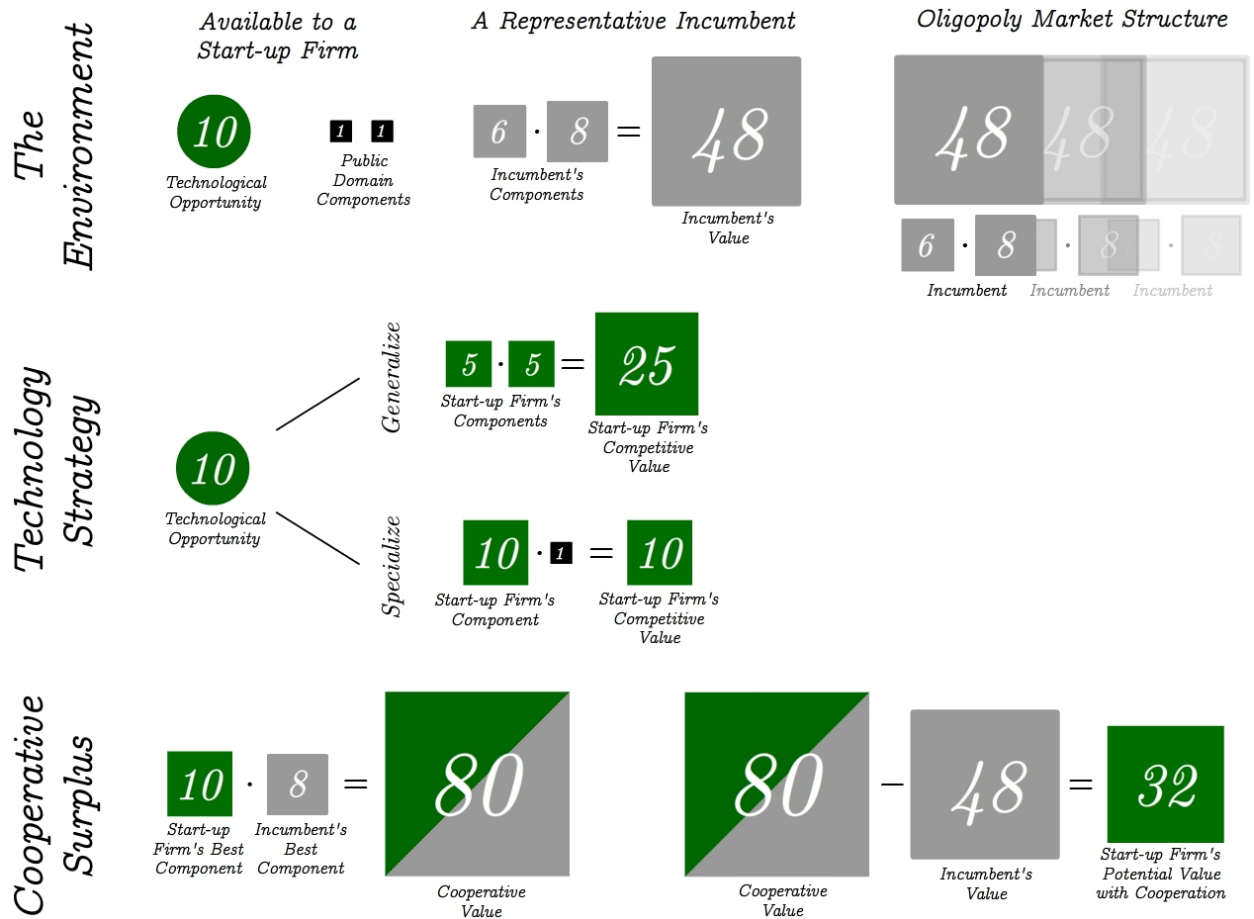 The
Environment
Available to a
Start-up Firm
10
Technological
Opportunity
1 1
Public
Domain
Components
A Representative Incumbent
6 · 8 = 48
Incumbent's
Components
Incumbent's
Value
Oligopoly Market Structure
48 48 48
6 · 8 · 8 · 8
Incumbent Incumbent Incumbent
Technology
Strategy
10
Technological
Opportunity
Generalize
5 · 5 = 25
Start-up Firm's
Components
Start-up Firm's
Competitive
Value
Specialize
10 · 1 = 10
Start-up Firm's
Component
Start-up Firm's
Competitive
Value
Cooperative
Surplus
10 · 8 = 80
Start-up
Firm's Best
Component
Incumbent's
Best
Component
Cooperative
Value
80 − 48 = 32
Cooperative
Value
Incumbent's
Value
Start-up Firm's
Potential Value
with Cooperation